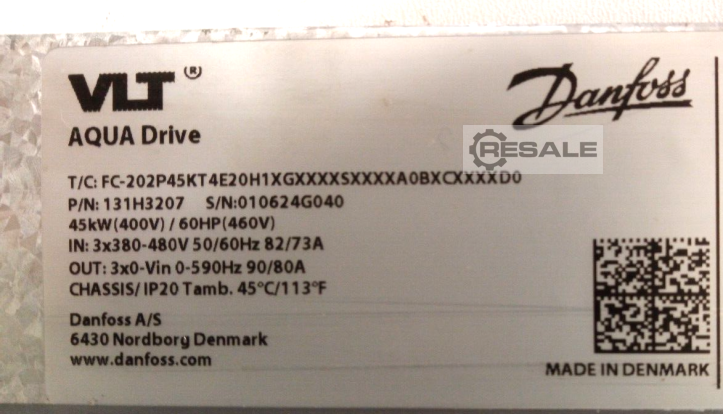 VLT®
Danfoss
AQUA Drive
RESALE
T/C: FC-202P45KT4E20H1XGXXXXSXXXXA0BXCXXXXD0
P/N: 131H3207 S/N:010624G040
45kW(400V) / 60HP(460V)
IN: 3x380-480V 50/60Hz 82/73A
OUT: 3x0-Vin 0-590Hz 90/80A
CHASSIS/ IP20 Tamb. 45°C/113°F
Danfoss A/S
6430 Nordborg Denmark
www.danfoss.com
MADE IN DENMARK